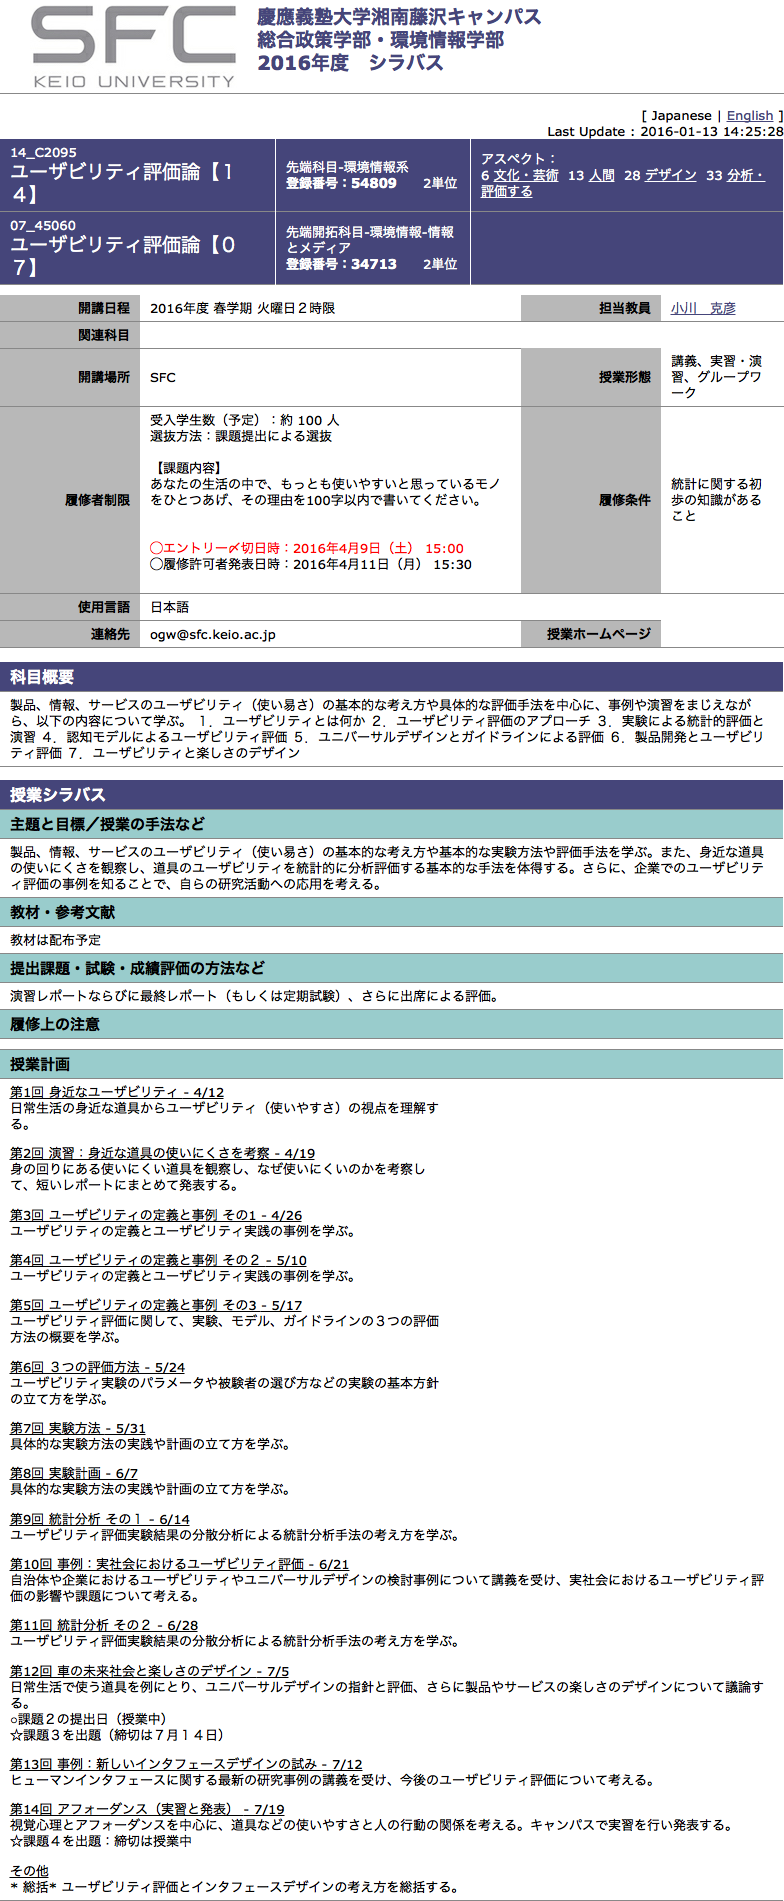 SFC
KEIO UNIVERSITY
慶應義塾大学湘南藤沢キャンパス
総合政策学部・環境情報学部
2016年度　シラバス
[ Japanese | English ]
Last Update : 2016-01-13 14:25:28
14_C2095
ユーザビリティ評価論【１
４】
先端科目-環境情報系
登録番号：54809　　2単位
アスペクト：
6 文化・芸術  13 人間  28 デザイン  33 分析・
評価する
07_45060
ユーザビリティ評価論【０
７】
先端開拓科目-環境情報-情報
とメディア
登録番号：34713　　2単位
開講日程
2016年度 春学期 火曜日２時限
担当教員
小川　克彦
関連科目
開講場所
SFC
授業形態
講義、実習・演
習、グループワ
ーク
履修者制限
受入学生数（予定）：約 100 人
選抜方法：課題提出による選抜
【課題内容】
あなたの生活の中で、もっとも使いやすいと思っているモノ
をひとつあげ、その理由を100字以内で書いてください。
◯エントリー〆切日時：2016年4月9日（土） 15:00
◯履修許可者発表日時：2016年4月11日（月） 15:30
履修条件
統計に関する初
歩の知識がある
こと
使用言語
日本語
連絡先
ogw@sfc.keio.ac.jp
授業ホームページ
科目概要
製品、情報、サービスのユーザビリティ（使い易さ）の基本的な考え方や具体的な評価手法を中心に、事例や演習をまじえなが
ら、以下の内容について学ぶ。 １．ユーザビリティとは何か ２．ユーザビリティ評価のアプローチ ３．実験による統計的評価と
演習 ４．認知モデルによるユーザビリティ評価 ５．ユニバーサルデザインとガイドラインによる評価 ６．製品開発とユーザビリ
ティ評価 ７．ユーザビリティと楽しさのデザイン
授業シラバス
主題と目標／授業の手法など
製品、情報、サービスのユーザビリティ（使い易さ）の基本的な考え方や基本的な実験方法や評価手法を学ぶ。また、身近な道具
の使いにくさを観察し、道具のユーザビリティを統計的に分析評価する基本的な手法を体得する。さらに、企業でのユーザビリテ
ィ評価の事例を知ることで、自らの研究活動への応用を考える。
教材・参考文献
教材は配布予定
提出課題・試験・成績評価の方法など
演習レポートならびに最終レポート（もしくは定期試験）、さらに出席による評価。
履修上の注意
授業計画
第1回 身近なユーザビリティ - 4/12
日常生活の身近な道具からユーザビリティ（使いやすさ）の視点を理解す
る。
第2回 演習：身近な道具の使いにくさを考察 - 4/19
身の回りにある使いにくい道具を観察し、なぜ使いにくいのかを考察し
て、短いレポートにまとめて発表する。
第3回 ユーザビリティの定義と事例 その1 - 4/26
ユーザビリティの定義とユーザビリティ実践の事例を学ぶ。
第4回 ユーザビリティの定義と事例 その２ - 5/10
ユーザビリティの定義とユーザビリティ実践の事例を学ぶ。
第5回 ユーザビリティの定義と事例 その3 - 5/17
ユーザビリティ評価に関して、実験、モデル、ガイドラインの３つの評価
方法の概要を学ぶ。
第6回 ３つの評価方法 - 5/24
ユーザビリティ実験のパラメータや被験者の選び方などの実験の基本方針
の立て方を学ぶ。
第7回 実験方法 - 5/31
具体的な実験方法の実践や計画の立て方を学ぶ。
第8回 実験計画 - 6/7
具体的な実験方法の実践や計画の立て方を学ぶ。
第9回 統計分析 その１ - 6/14
ユーザビリティ評価実験結果の分散分析による統計分析手法の考え方を学ぶ。
第10回 事例：実社会におけるユーザビリティ評価 - 6/21
自治体や企業におけるユーザビリティやユニバーサルデザインの検討事例について講義を受け、実社会におけるユーザビリティ評
価の影響や課題について考える。
第11回 統計分析 その２ - 6/28
ユーザビリティ評価実験結果の分散分析による統計分析手法の考え方を学ぶ。
第12回 車の未来社会と楽しさのデザイン - 7/5
日常生活で使う道具を例にとり、ユニバーサルデザインの指針と評価、さらに製品やサービスの楽しさのデザインについて議論す
る。
○課題２の提出日（授業中）
☆課題３を出題（締切は７月１４日）
第13回 事例：新しいインタフェースデザインの試み - 7/12
ヒューマンインタフェースに関する最新の研究事例の講義を受け、今後のユーザビリティ評価について考える。
第14回 アフォーダンス（実習と発表） - 7/19
視覚心理とアフォーダンスを中心に、道具などの使いやすさと人の行動の関係を考える。キャンパスで実習を行い発表する。
☆課題４を出題：締切は授業中
その他
* 総括* ユーザビリティ評価とインタフェースデザインの考え方を総括する。